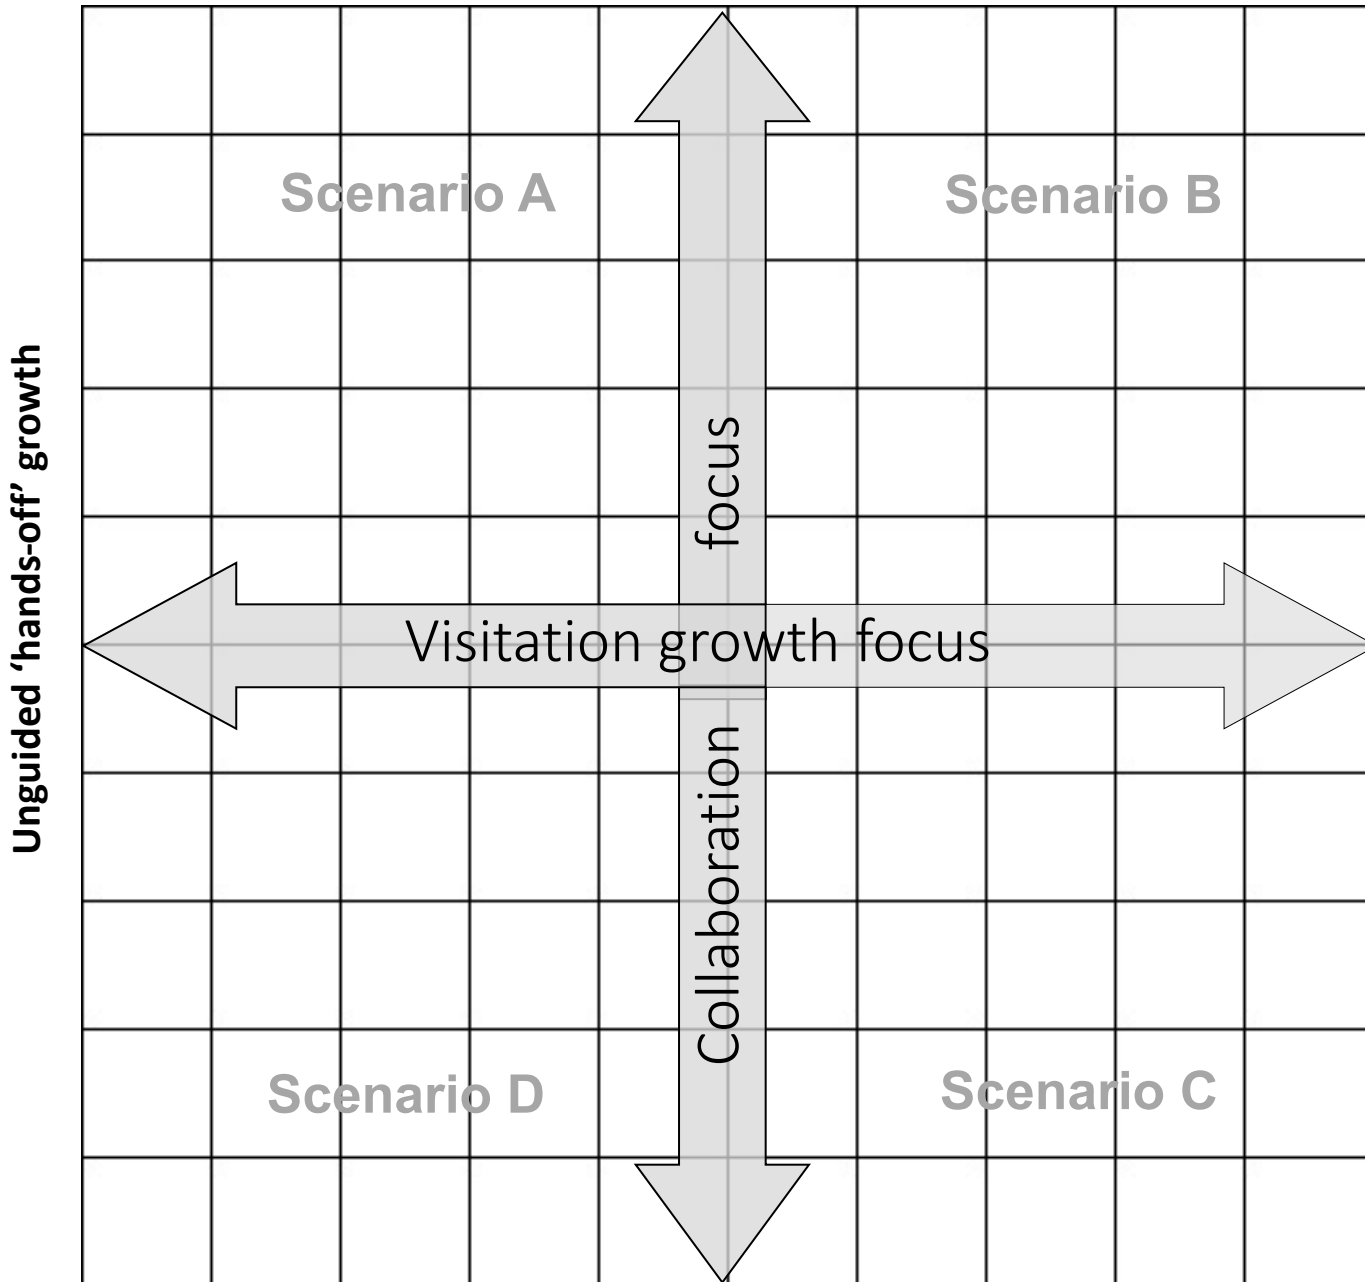 Scenario A
Scenario B
Unguided ‘hands-off’ growth
Collaboration focus
Visitation growth focus
Scenario D
Scenario C